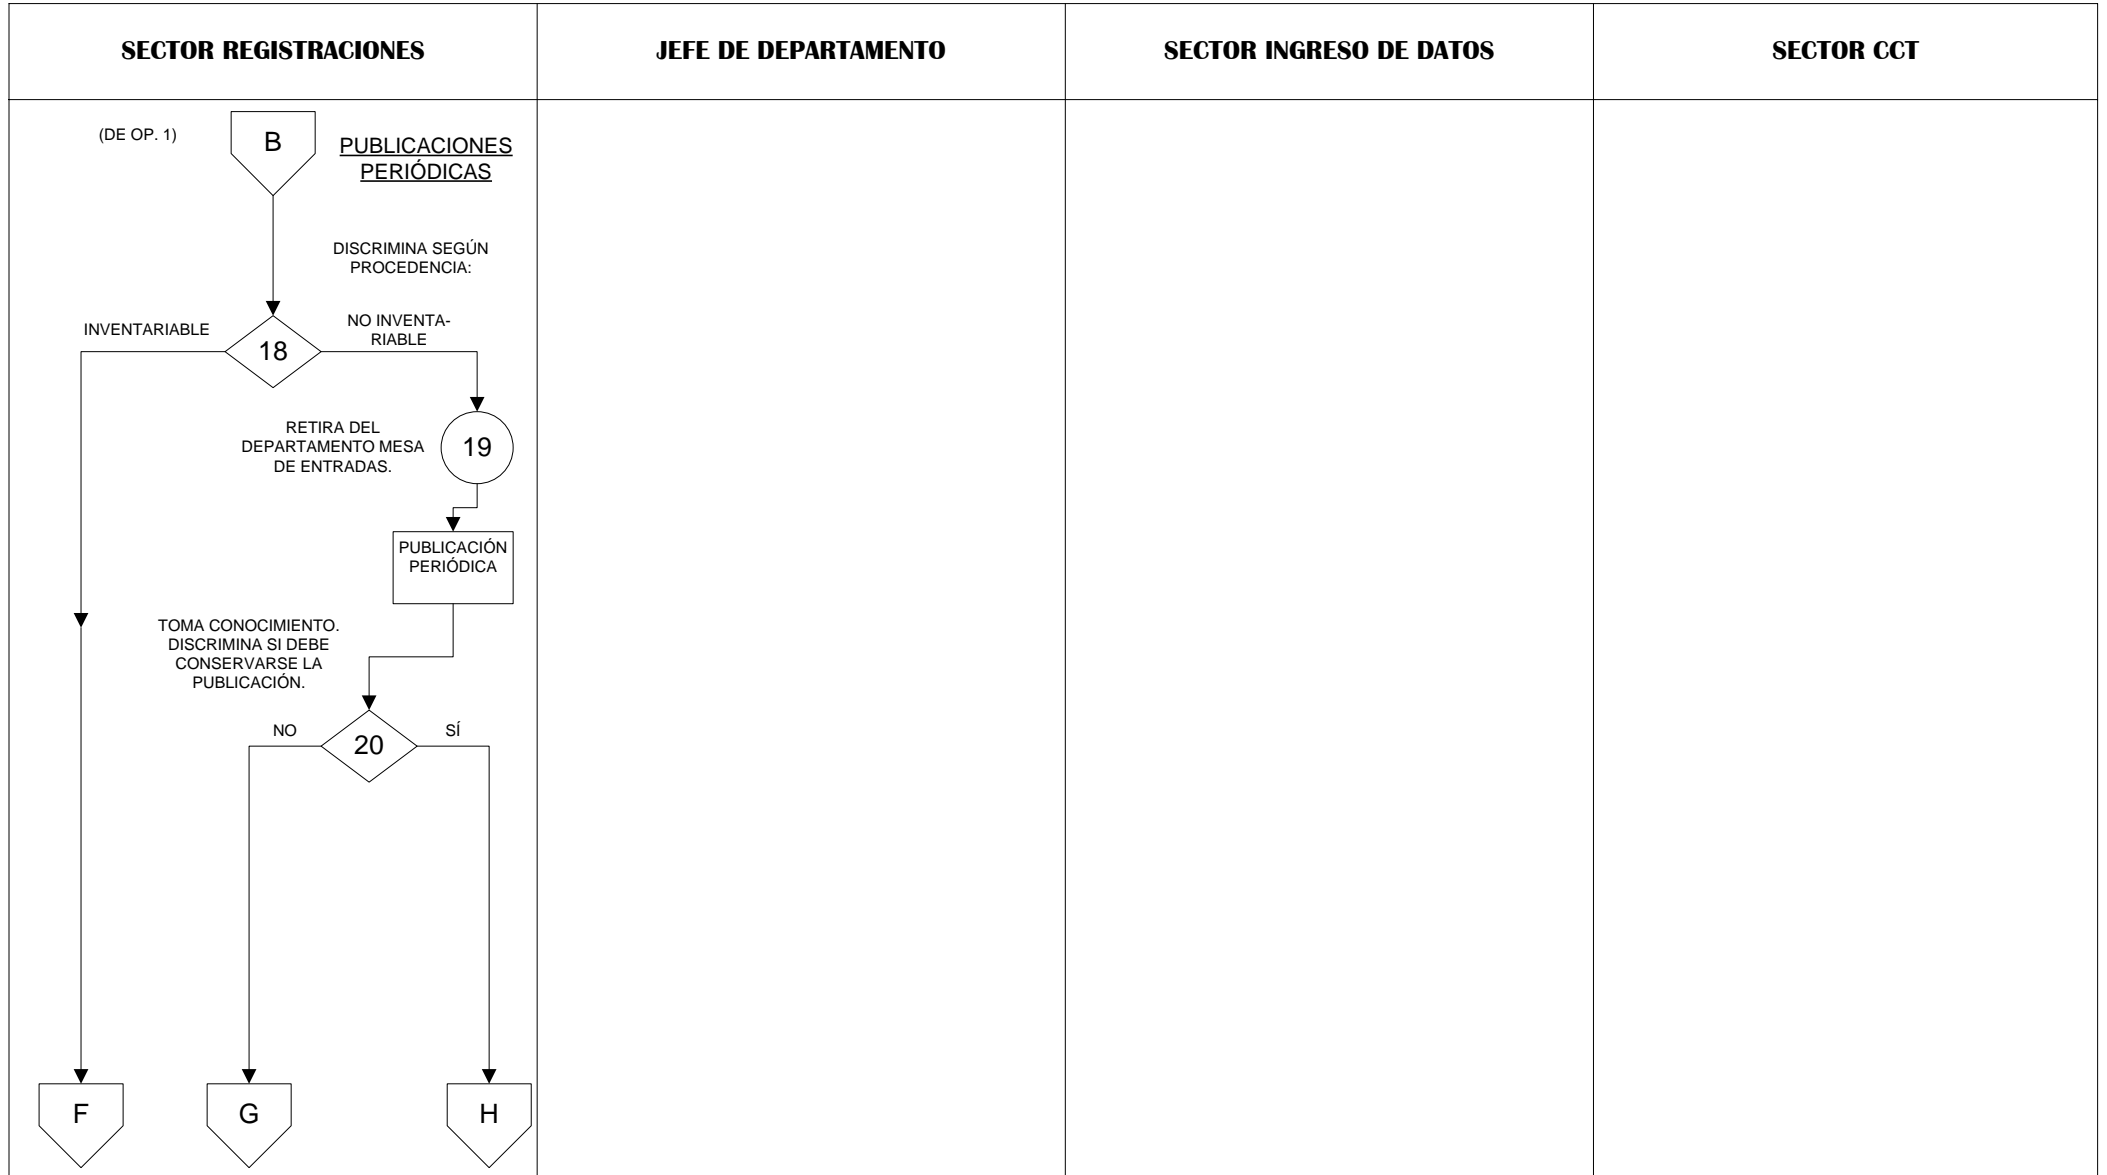 SECTOR REGISTRACIONES
JEFE DE DEPARTAMENTO
SECTOR INGRESO DE DATOS
SECTOR CCT
(DE OP. 1)
B
PUBLICACIONES
PERIÓDICAS
DISCRIMINA SEGÚN
PROCEDENCIA:
INVENTARIABLE
NO INVENTA-
RIABLE
18
RETIRA DEL
DEPARTAMENTO MESA
DE ENTRADAS.
19
PUBLICACIÓN
PERIÓDICA
TOMA CONOCIMIENTO.
DISCRIMINA SI DEBE
CONSERVARSE LA
PUBLICACIÓN.
NO
20
SÍ
F
G
H